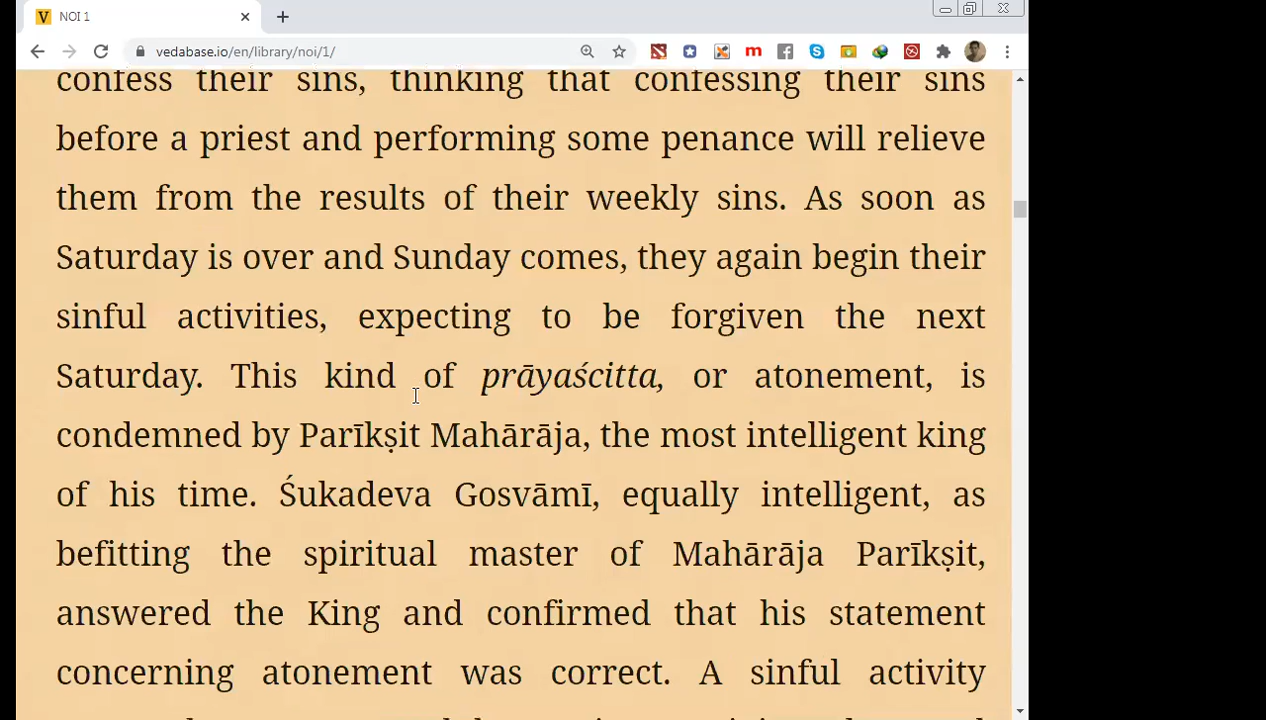 NOI 1
vedabase.io/en/library/noi/1/
confess their sins, thinking that confessing their sins
before a priest and performing some penance will relieve
them from the results of their weekly sins. As soon as
Saturday is over and Sunday comes, they again begin their
sinful activities, expecting to be forgiven the next
Saturday. This kind of prāyaścitta, or atonement, is
condemned by Parīkṣit Mahārāja, the most intelligent king
of his time. Śukadeva Gosvāmī, equally intelligent, as
befitting the spiritual master of Mahārāja Parīkṣit,
answered the King and confirmed that his statement
concerning atonement was correct. A sinful activity